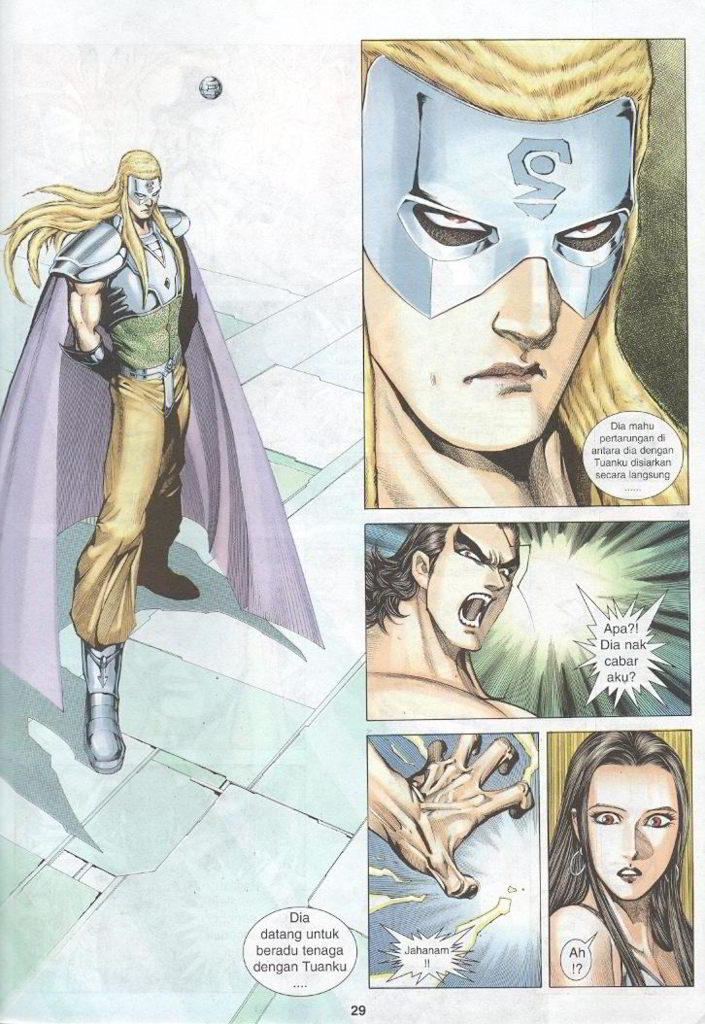 Dia
datang untuk
beradu tenaga
dengan Tuanku
....
Dia mahu
pertarungan di
antara dia dengan
Tuanku disiarkan
secara langsung
......
Apa?!
Dia nak
cabar
aku?
Jahanam
!!
Ah
!?
29